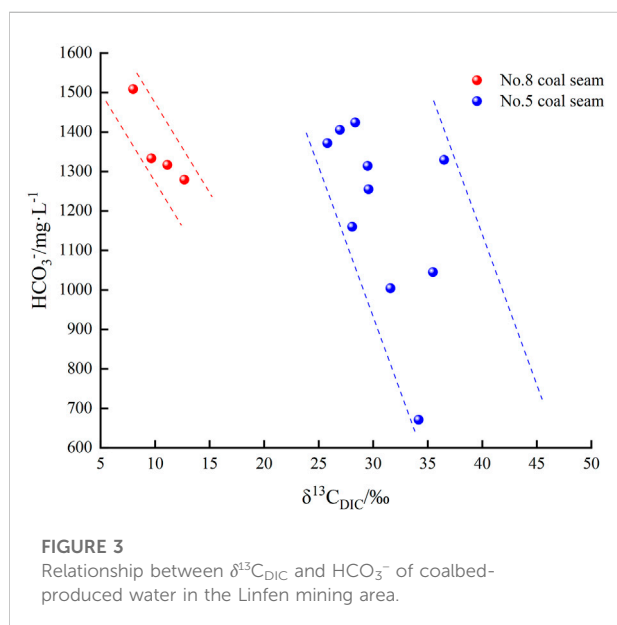 1600
1500
1400
1300
1200
1100
1000
900
800
700
600
HCO₃⁻/mg·L⁻¹
No.8 coal seam
No.5 coal seam
5 10 15 20 25 30 35 40 45 50
δ¹³C_DIC/‰
FIGURE 3
Relationship between δ¹³C_DIC and HCO₃⁻ of coalbed-
produced water in the Linfen mining area.